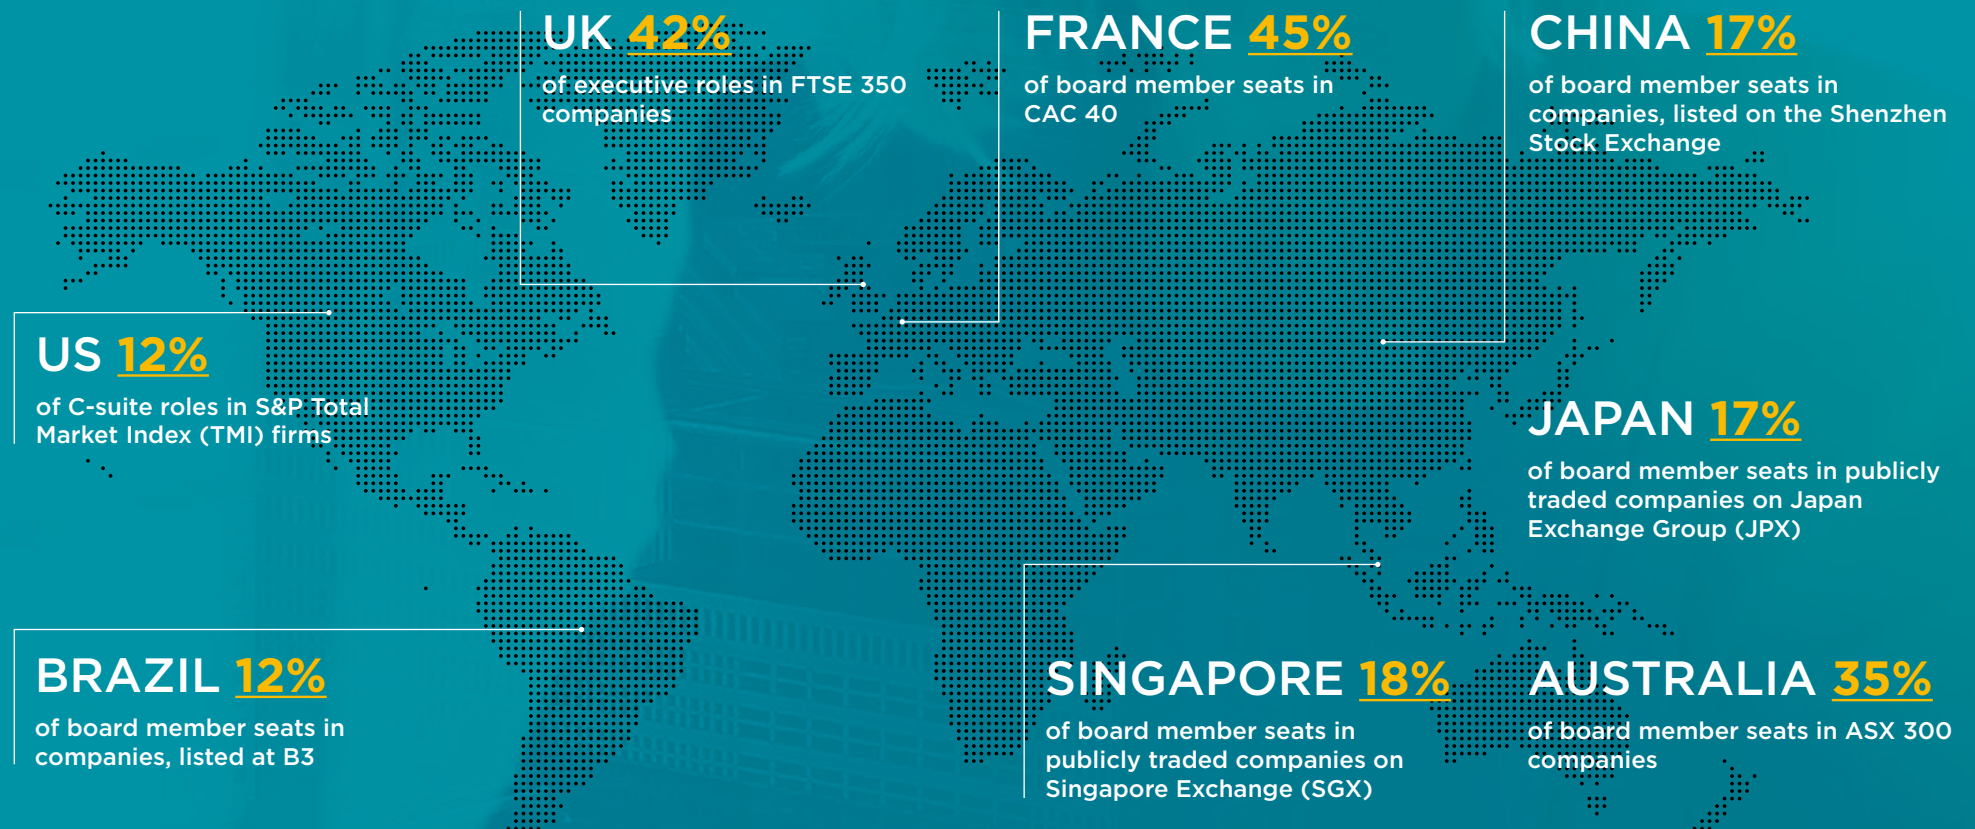 UK 42%
of executive roles in FTSE 350
companies
FRANCE 45%
of board member seats in
CAC 40
CHINA 17%
of board member seats in
companies, listed on the Shenzhen
Stock Exchange
US 12%
of C-suite roles in S&P Total
Market Index (TMI) firms
JAPAN 17%
of board member seats in publicly
traded companies on Japan
Exchange Group (JPX)
BRAZIL 12%
of board member seats in
companies, listed at B3
SINGAPORE 18%
of board member seats in
publicly traded companies on
Singapore Exchange (SGX)
AUSTRALIA 35%
of board member seats in ASX 300
companies